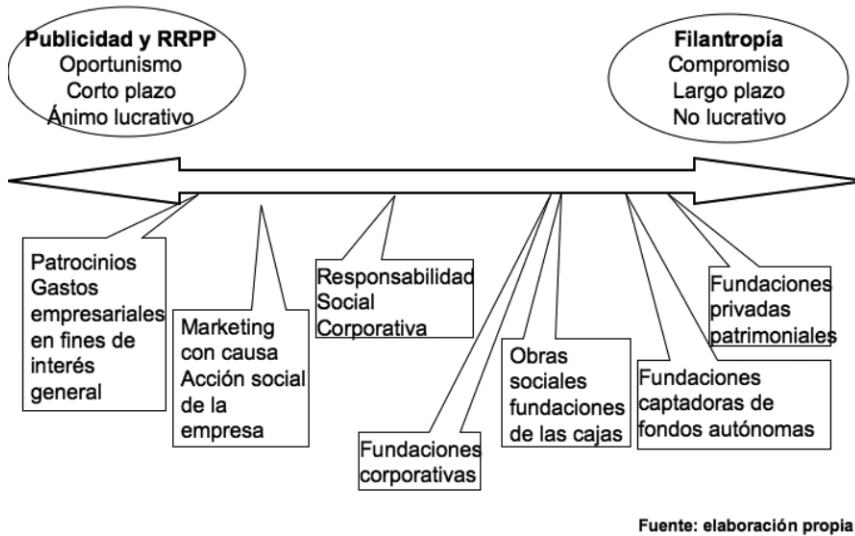 Publicidad y RRPP
Oportunismo
Corto plazo
Ánimo lucrativo
Filantropía
Compromiso
Largo plazo
No lucrativo
Patrocinios
Gastos
empresariales
en fines de
interés
general
Marketing
con causa
Acción social
de la
empresa
Responsabilidad
Social
Corporativa
Fundaciones
corporativas
Obras
sociales
fundaciones
de las cajas
Fundaciones
captadoras de
fondos autónomas
Fundaciones
privadas
patrimoniales
Fuente: elaboración propia